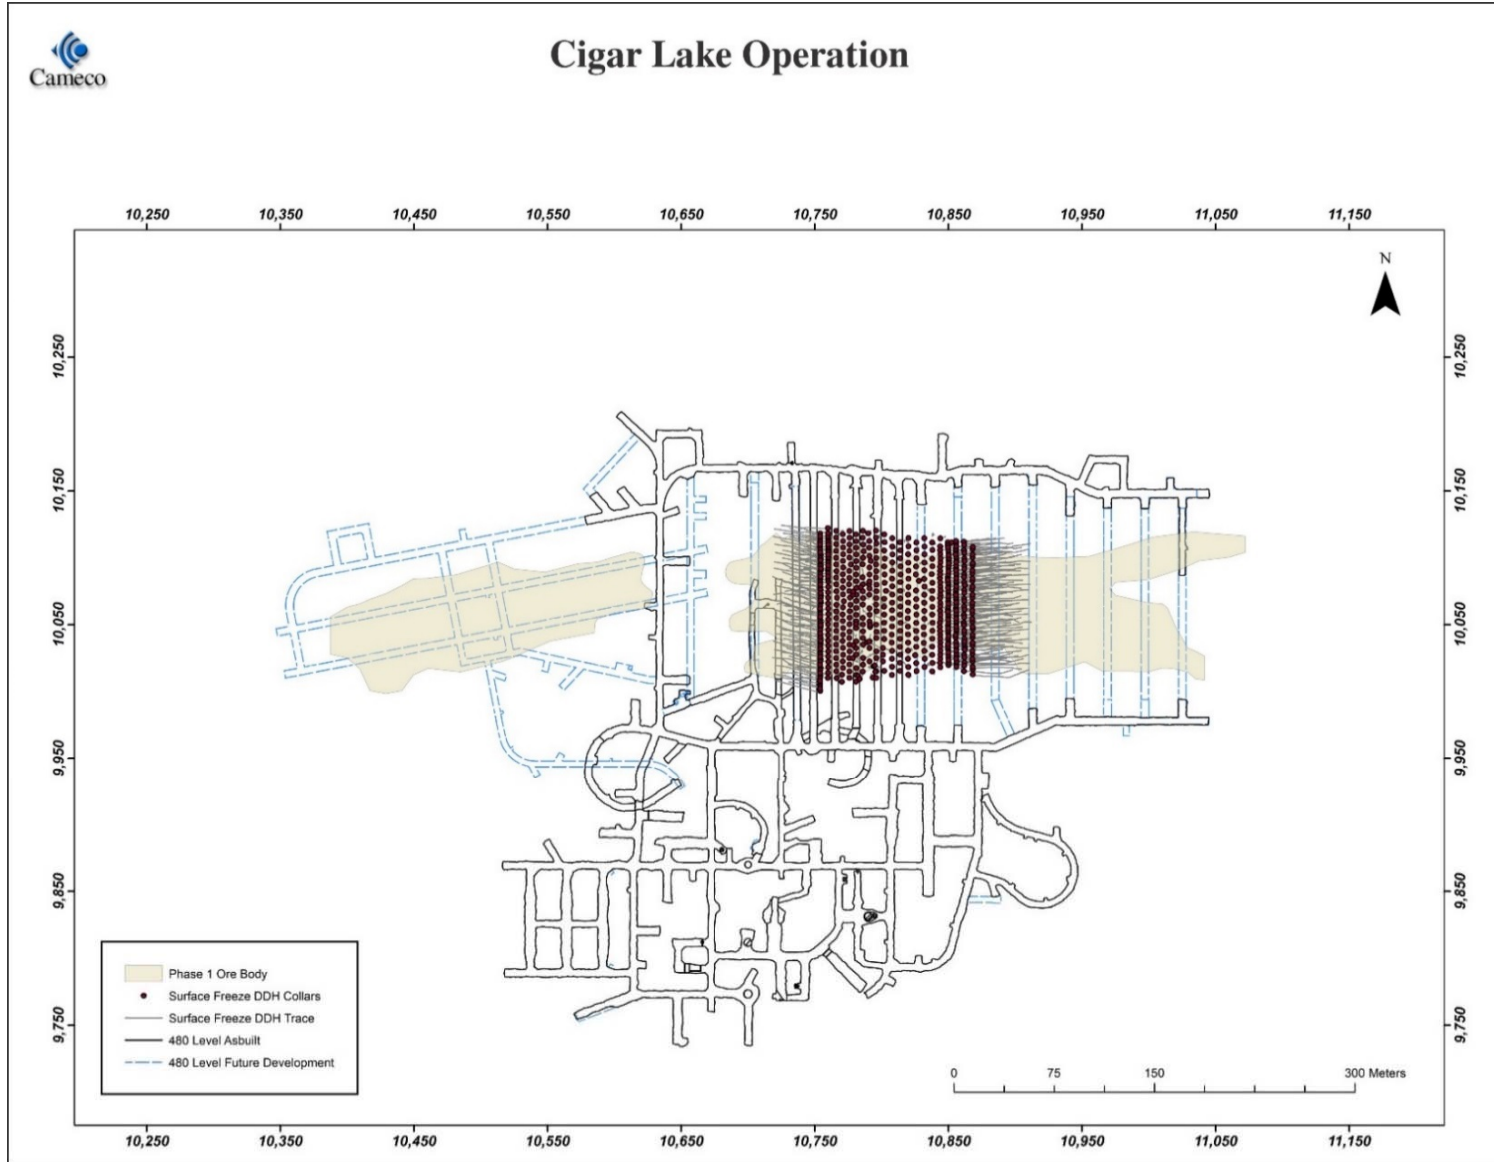 Cameco
Cigar Lake Operation
10,250 10,350 10,450 10,550 10,650 10,750 10,850 10,950 11,050 11,150
N
10,250 10,250
10,150 10,150
10,050 10,050
9,950 9,950
9,850 9,850
9,750 9,750
Phase 1 Ore Body
Surface Freeze DDH Collars
Surface Freeze DDH Trace
480 Level Asbuilt
480 Level Future Development
0 75 150 300 Meters
10,250 10,350 10,450 10,550 10,650 10,750 10,850 10,950 11,050 11,150